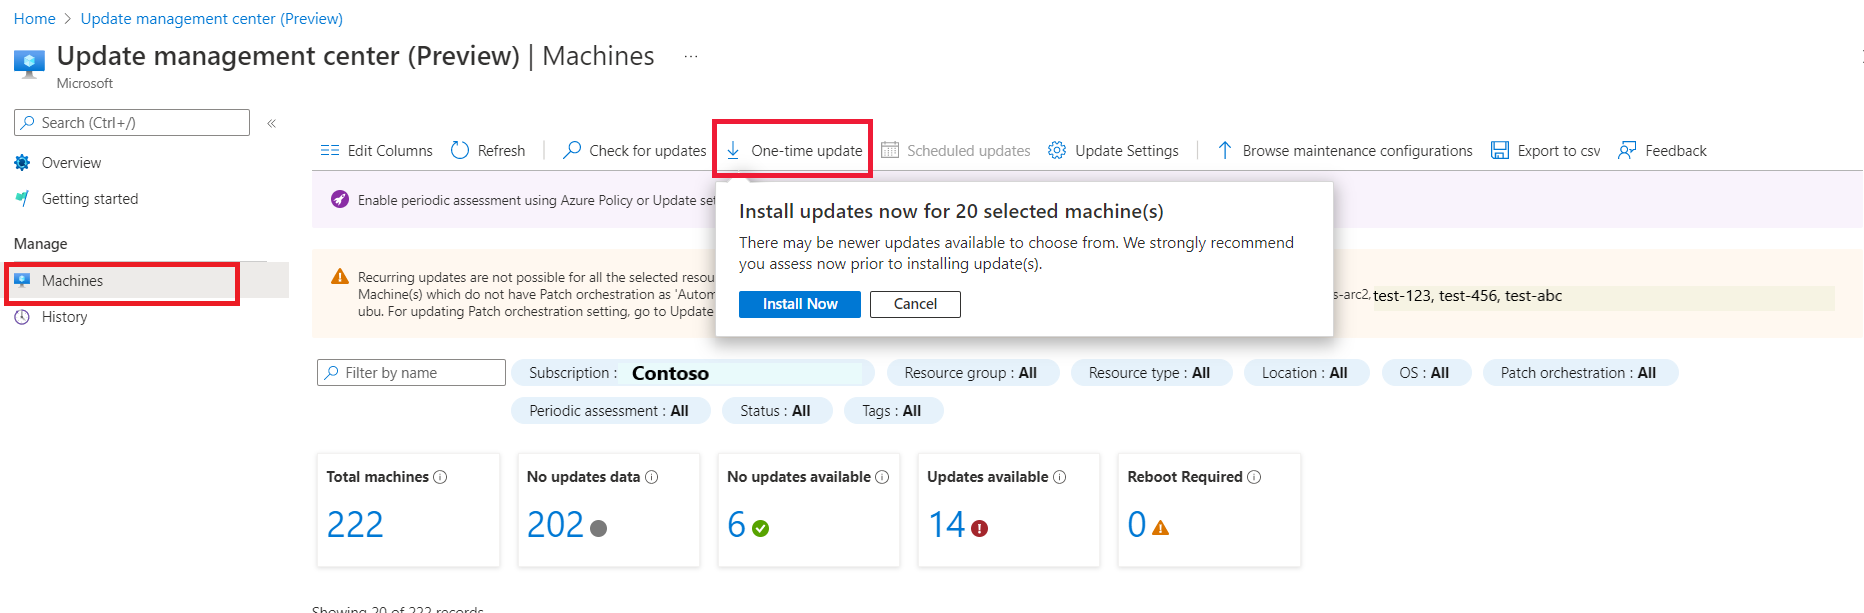 Home > Update management center (Preview)
Update management center (Preview) | Machines ...
Microsoft
Search (Ctrl+/) «
Overview
Getting started
Manage
Machines
History
Edit Columns Refresh Check for updates One-time update Scheduled updates Update Settings Browse maintenance configurations Export to csv Feedback
Enable periodic assessment using Azure Policy or Update set
Install updates now for 20 selected machine(s)
There may be newer updates available to choose from. We strongly recommend
you assess now prior to installing update(s).
Install Now Cancel
Recurring updates are not possible for all the selected resou
Machine(s) which do not have Patch orchestration as 'Autom
s-arc2, test-123, test-456, test-abc
ubu. For updating Patch orchestration setting, go to Update
Filter by name Subscription : Contoso Resource group : All Resource type : All Location : All OS : All Patch orchestration : All
Periodic assessment : All Status : All Tags : All
Total machines
222
No updates data
202
No updates available
6
Updates available
14
Reboot Required
0
Showing 20 of 222 records